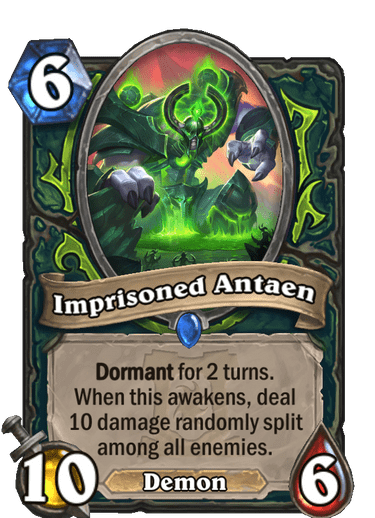 6
Imprisoned Antaen
Dormant for 2 turns.
When this awakens, deal
10 damage randomly split
among all enemies.
10
Demon
6